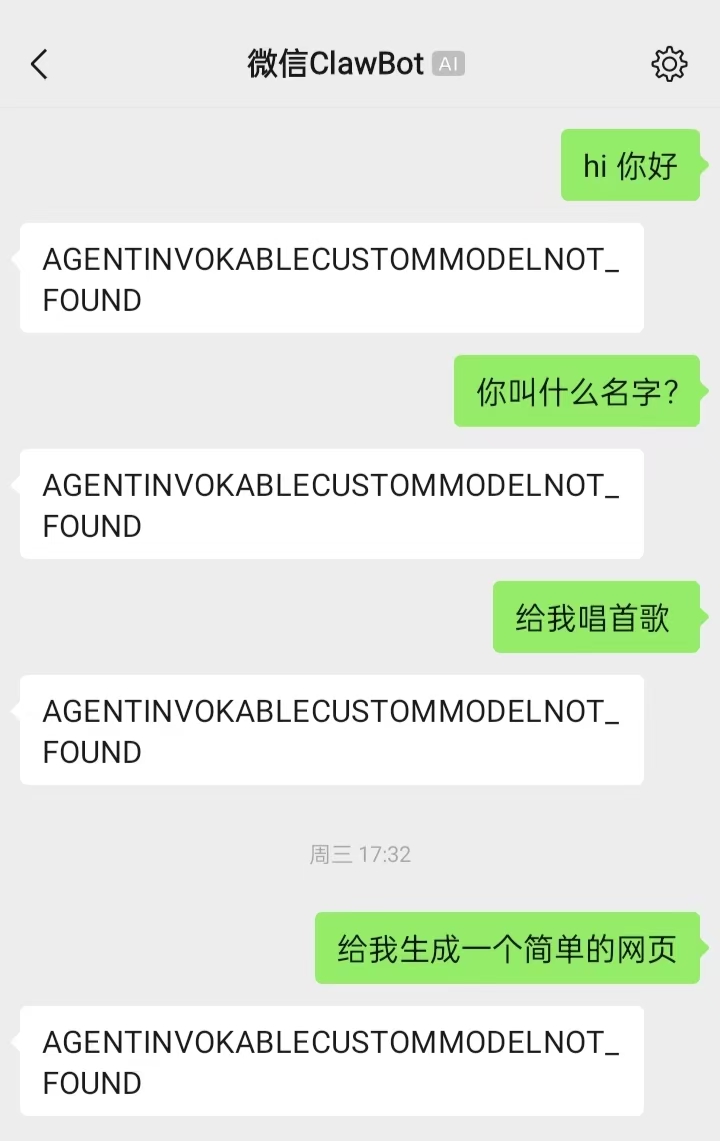 微信ClawBot AI
hi 你好
AGENTINVOKABLECUSTOMMODELNOT_
FOUND
你叫什么名字?
AGENTINVOKABLECUSTOMMODELNOT_
FOUND
给我唱首歌
AGENTINVOKABLECUSTOMMODELNOT_
FOUND
周三 17:32
给我生成一个简单的网页
AGENTINVOKABLECUSTOMMODELNOT_
FOUND